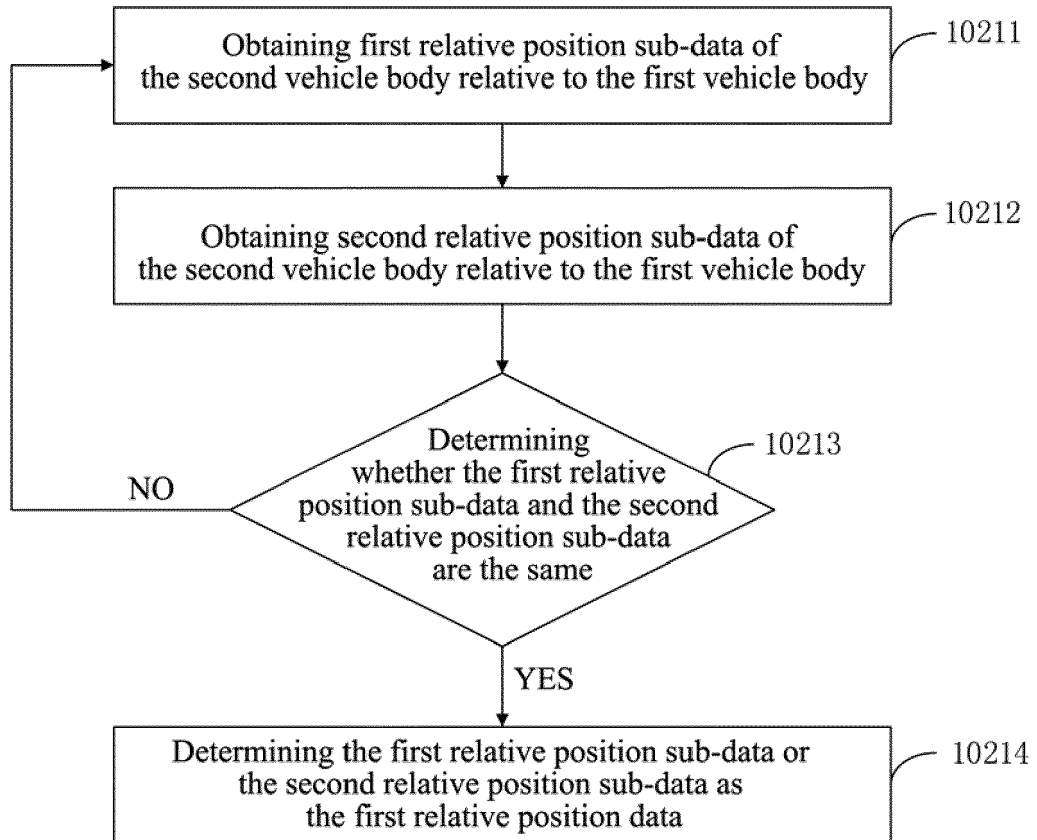 Obtaining first relative position sub-data of
the second vehicle body relative to the first vehicle body
10211
Obtaining second relative position sub-data of
the second vehicle body relative to the first vehicle body
10212
Determining
whether the first relative
position sub-data and the second
relative position sub-data
are the same
10213
NO
YES
Determining the first relative position sub-data or
the second relative position sub-data as
the first relative position data
10214